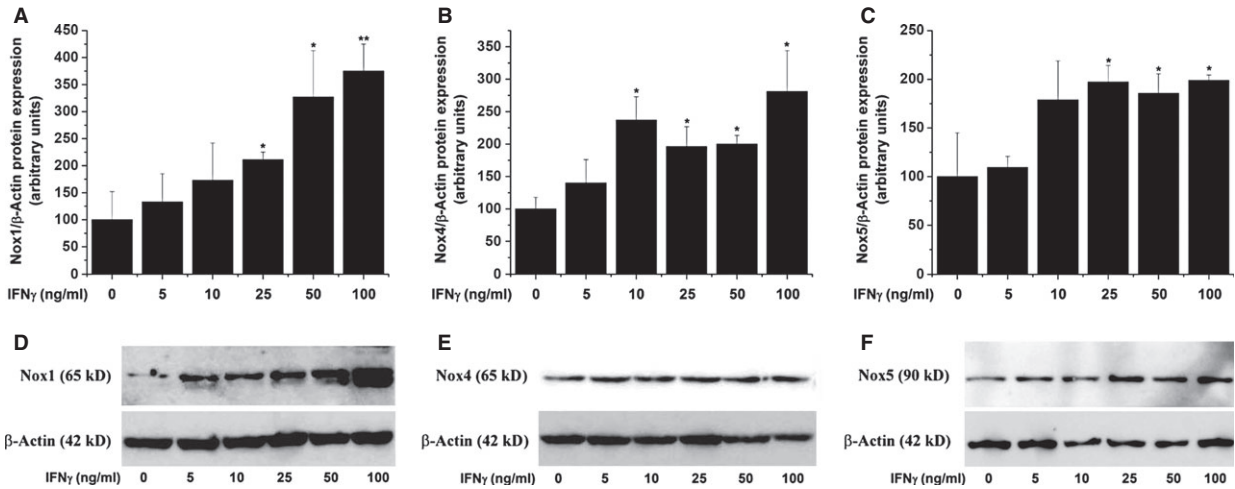 A
Nox1/β-Actin protein expression
(arbitrary units)
450
400
350
300
250
200
150
100
50
0
*
*
**
IFNγ (ng/ml)
0 5 10 25 50 100
B
Nox4/β-Actin protein expression
(arbitrary units)
350
300
250
200
150
100
50
0
*
*
*
*
IFNγ (ng/ml)
0 5 10 25 50 100
C
Nox5/β-Actin protein expression
(arbitrary units)
250
200
150
100
50
0
*
*
*
IFNγ (ng/ml)
0 5 10 25 50 100
D
Nox1 (65 kD)
β-Actin (42 kD)
IFNγ (ng/ml) 0 5 10 25 50 100
E
Nox4 (65 kD)
β-Actin (42 kD)
IFNγ (ng/ml) 0 5 10 25 50 100
F
Nox5 (90 kD)
β-Actin (42 kD)
IFNγ (ng/ml) 0 5 10 25 50 100